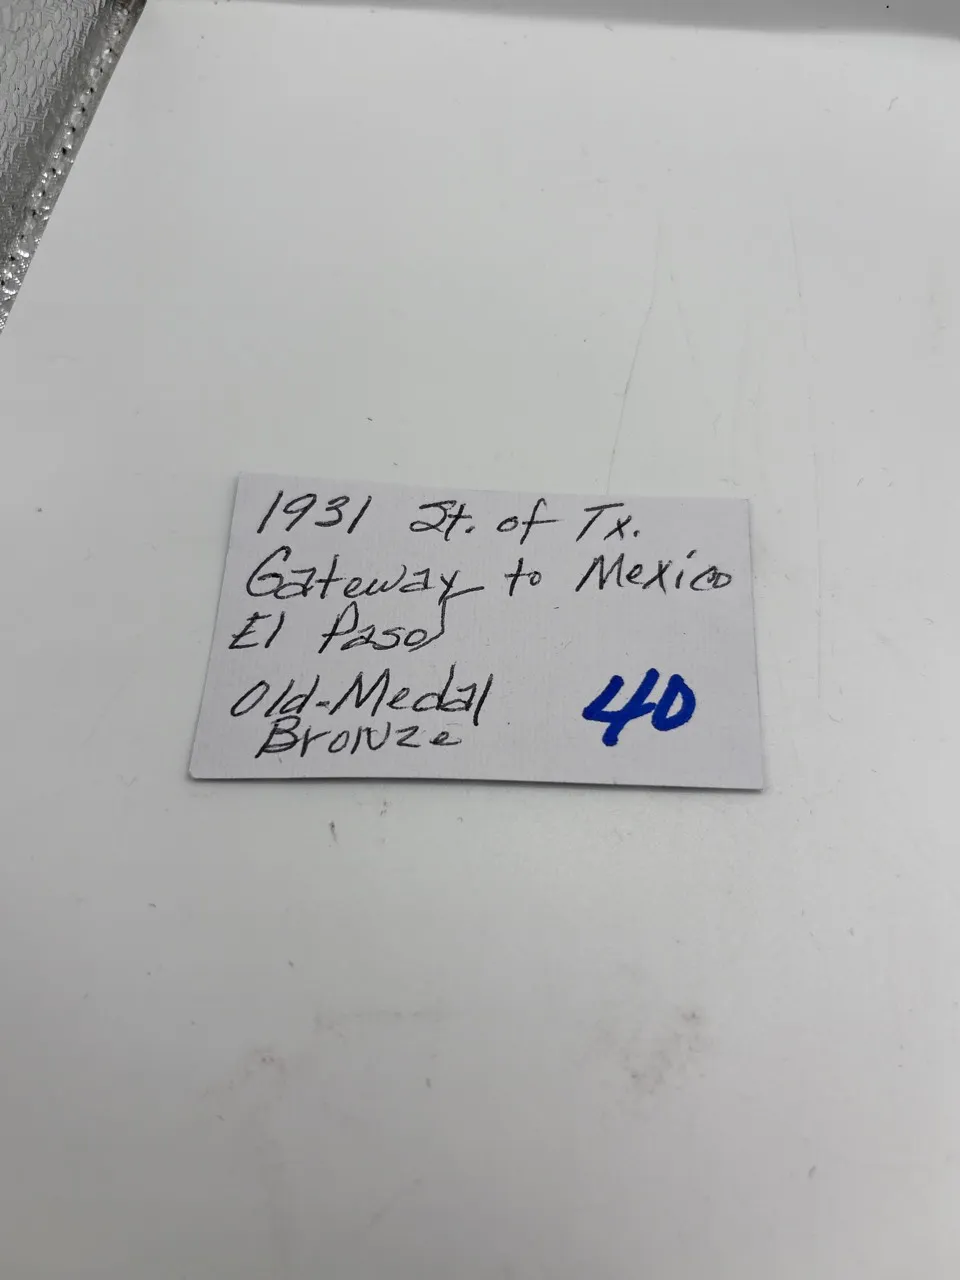 1931 St. of Tx.
Gateway to Mexico
El Paso
Old-Medal 40
Bronze